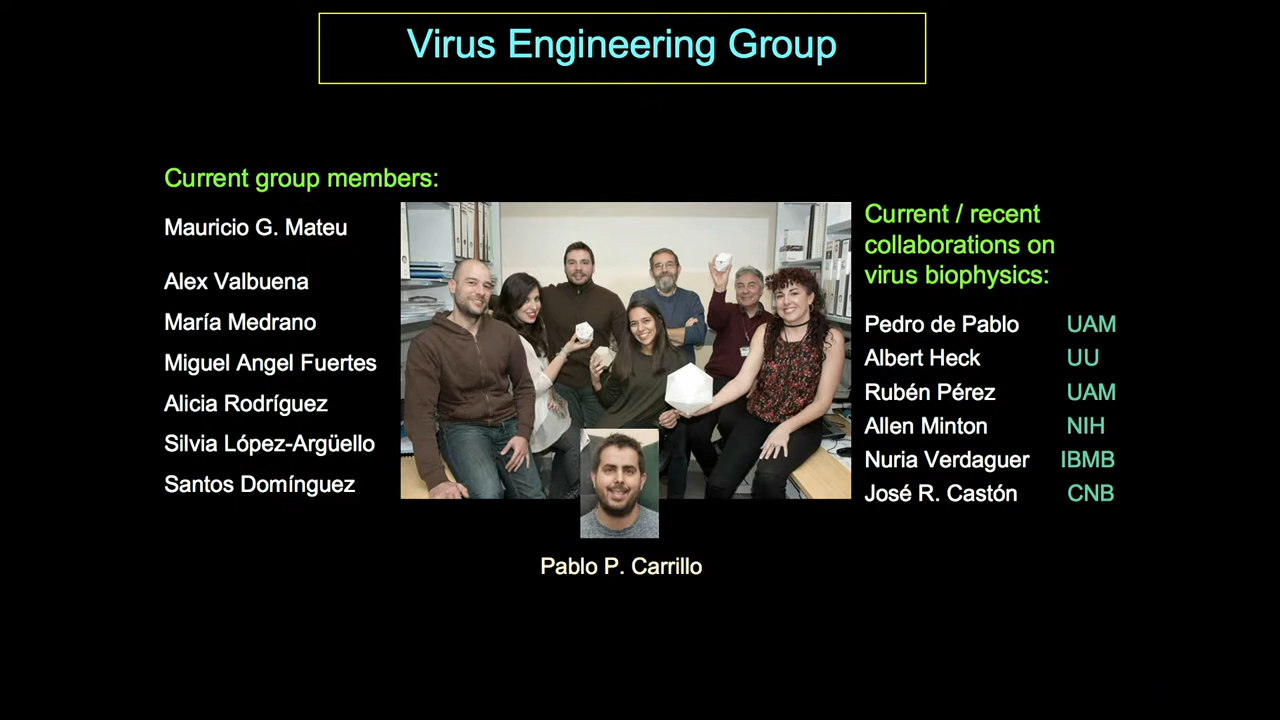 Virus Engineering Group
Current group members:
Mauricio G. Mateu
Alex Valbuena
María Medrano
Miguel Angel Fuertes
Alicia Rodríguez
Silvia López-Argüello
Santos Domínguez
Pablo P. Carrillo
Current / recent
collaborations on
virus biophysics:
Pedro de Pablo UAM
Albert Heck UU
Rubén Pérez UAM
Allen Minton NIH
Nuria Verdaguer IBMB
José R. Castón CNB